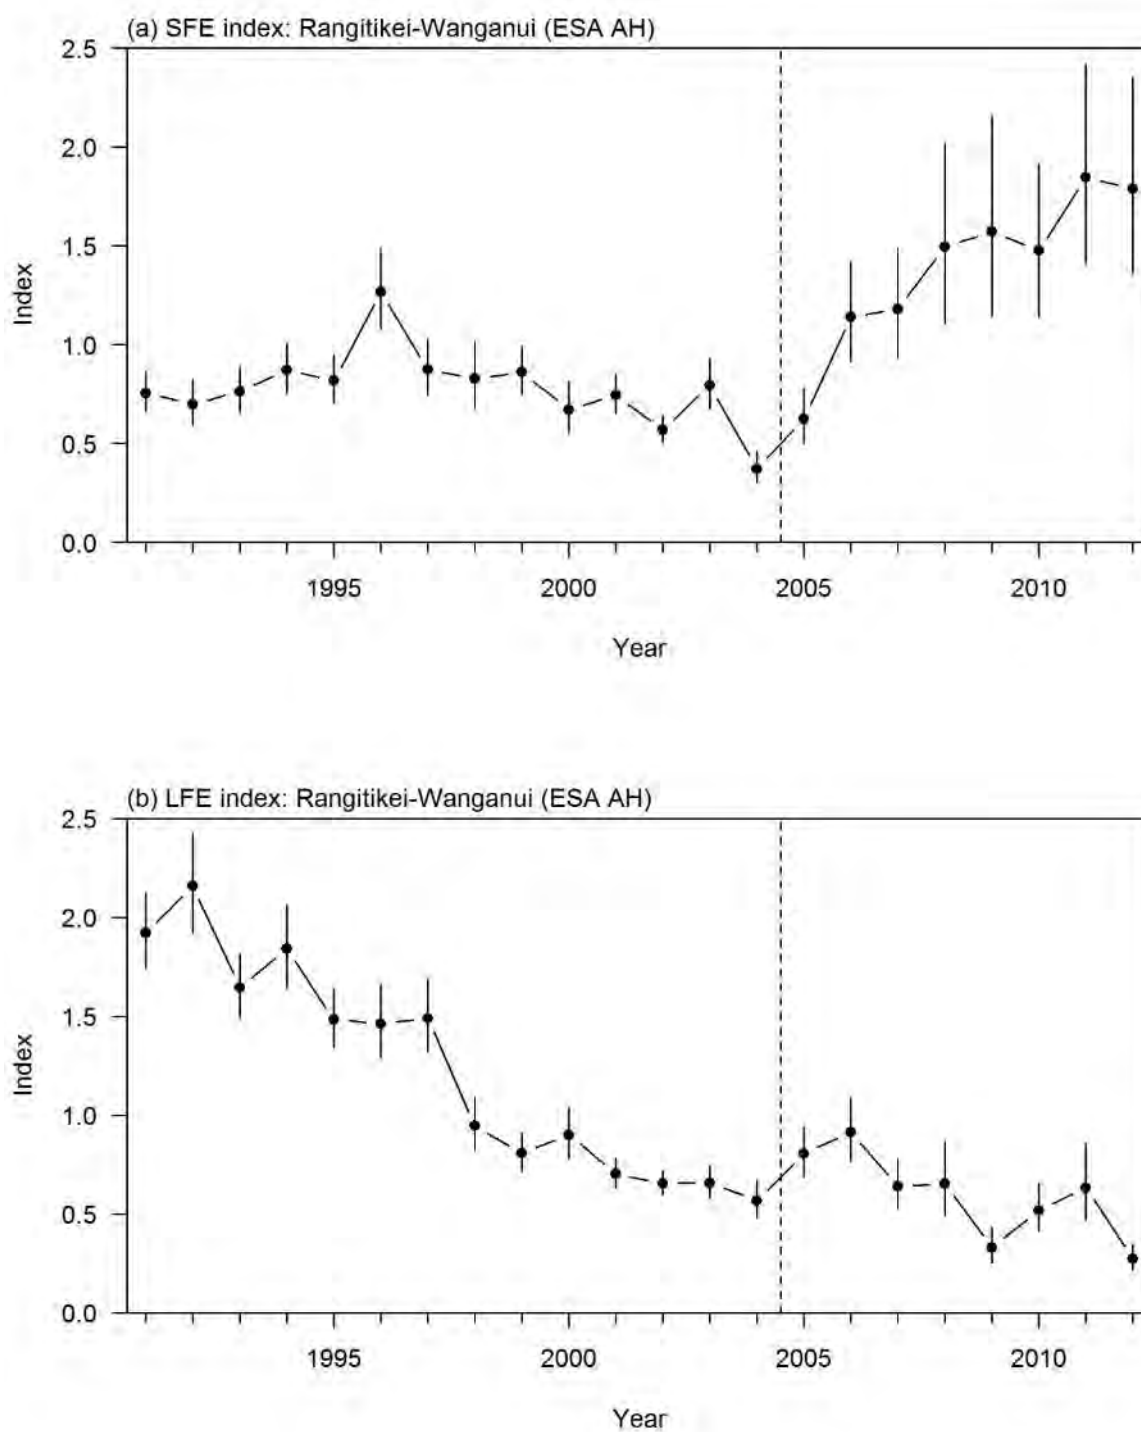 (a) SFE index: Rangitikei-Wanganui (ESA AH)
2.5
2.0
1.5
1.0
0.5
0.0
Index
1995 2000 2005 2010
Year
(b) LFE index: Rangitikei-Wanganui (ESA AH)
2.5
2.0
1.5
1.0
0.5
0.0
Index
1995 2000 2005 2010
Year